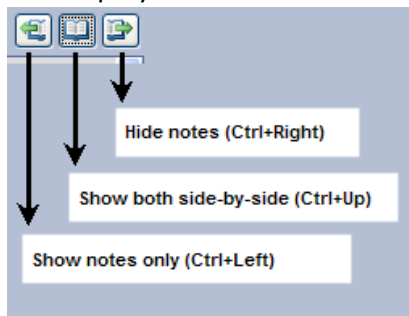 Hide notes (Ctrl+Right)
Show both side-by-side (Ctrl+Up)
Show notes only (Ctrl+Left)